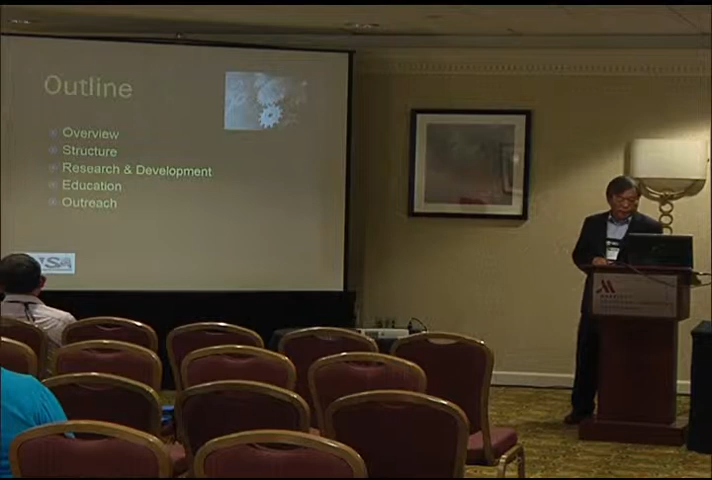 Outline
Overview
Structure
Research & Development
Education
Outreach